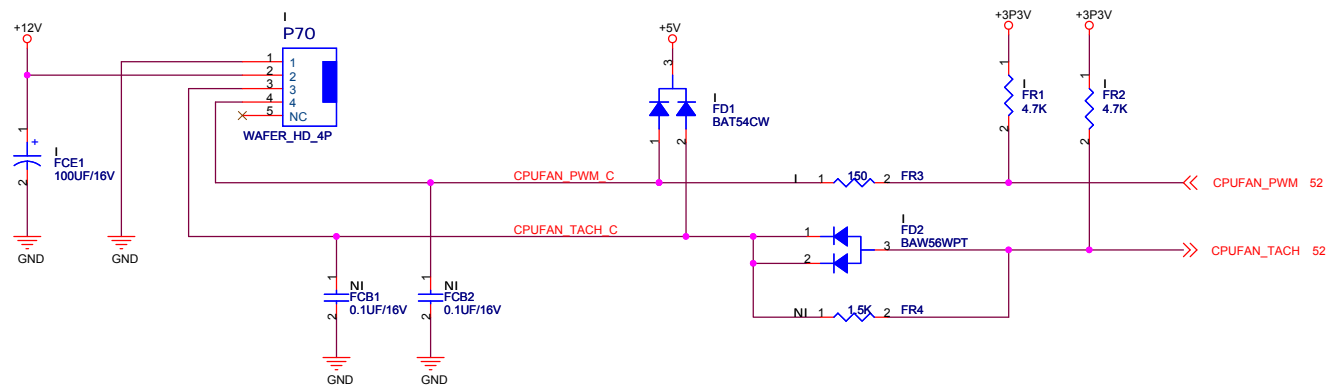 +12V
I
P70
1 1
2 2
3 3
4 4
5 NC
WAFER_HD_4P
+5V
3
I
FD1
BAT54CW
1 2
+3P3V
1
I
FR1
4.7K
2
+3P3V
1
I
FR2
4.7K
2
1
+
I
FCE1
100UF/16V
2
GND
GND
CPUFAN_PWM_C
I 1 150 2 FR3
CPUFAN_PWM 52
CPUFAN_TACH_C
I
FD2
BAW56WPT
1
2
3
CPUFAN_TACH 52
1
NI
FCB1
0.1UF/16V
2
GND
1
NI
FCB2
0.1UF/16V
2
GND
NI 1 1.5K 2 FR4